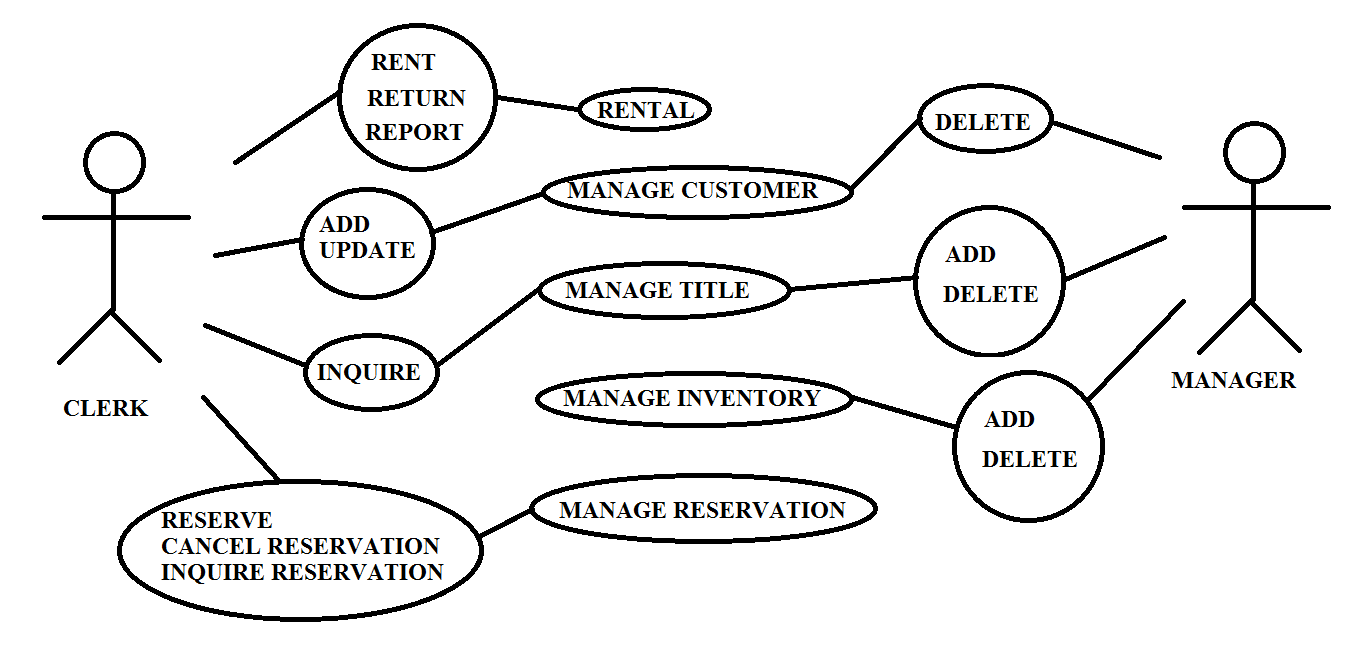 RENT
RETURN
REPORT
RENTAL
DELETE
MANAGE CUSTOMER
ADD
UPDATE
MANAGE TITLE
ADD
DELETE
INQUIRE
MANAGE INVENTORY
ADD
DELETE
CLERK
MANAGER
RESERVE
CANCEL RESERVATION
INQUIRE RESERVATION
MANAGE RESERVATION